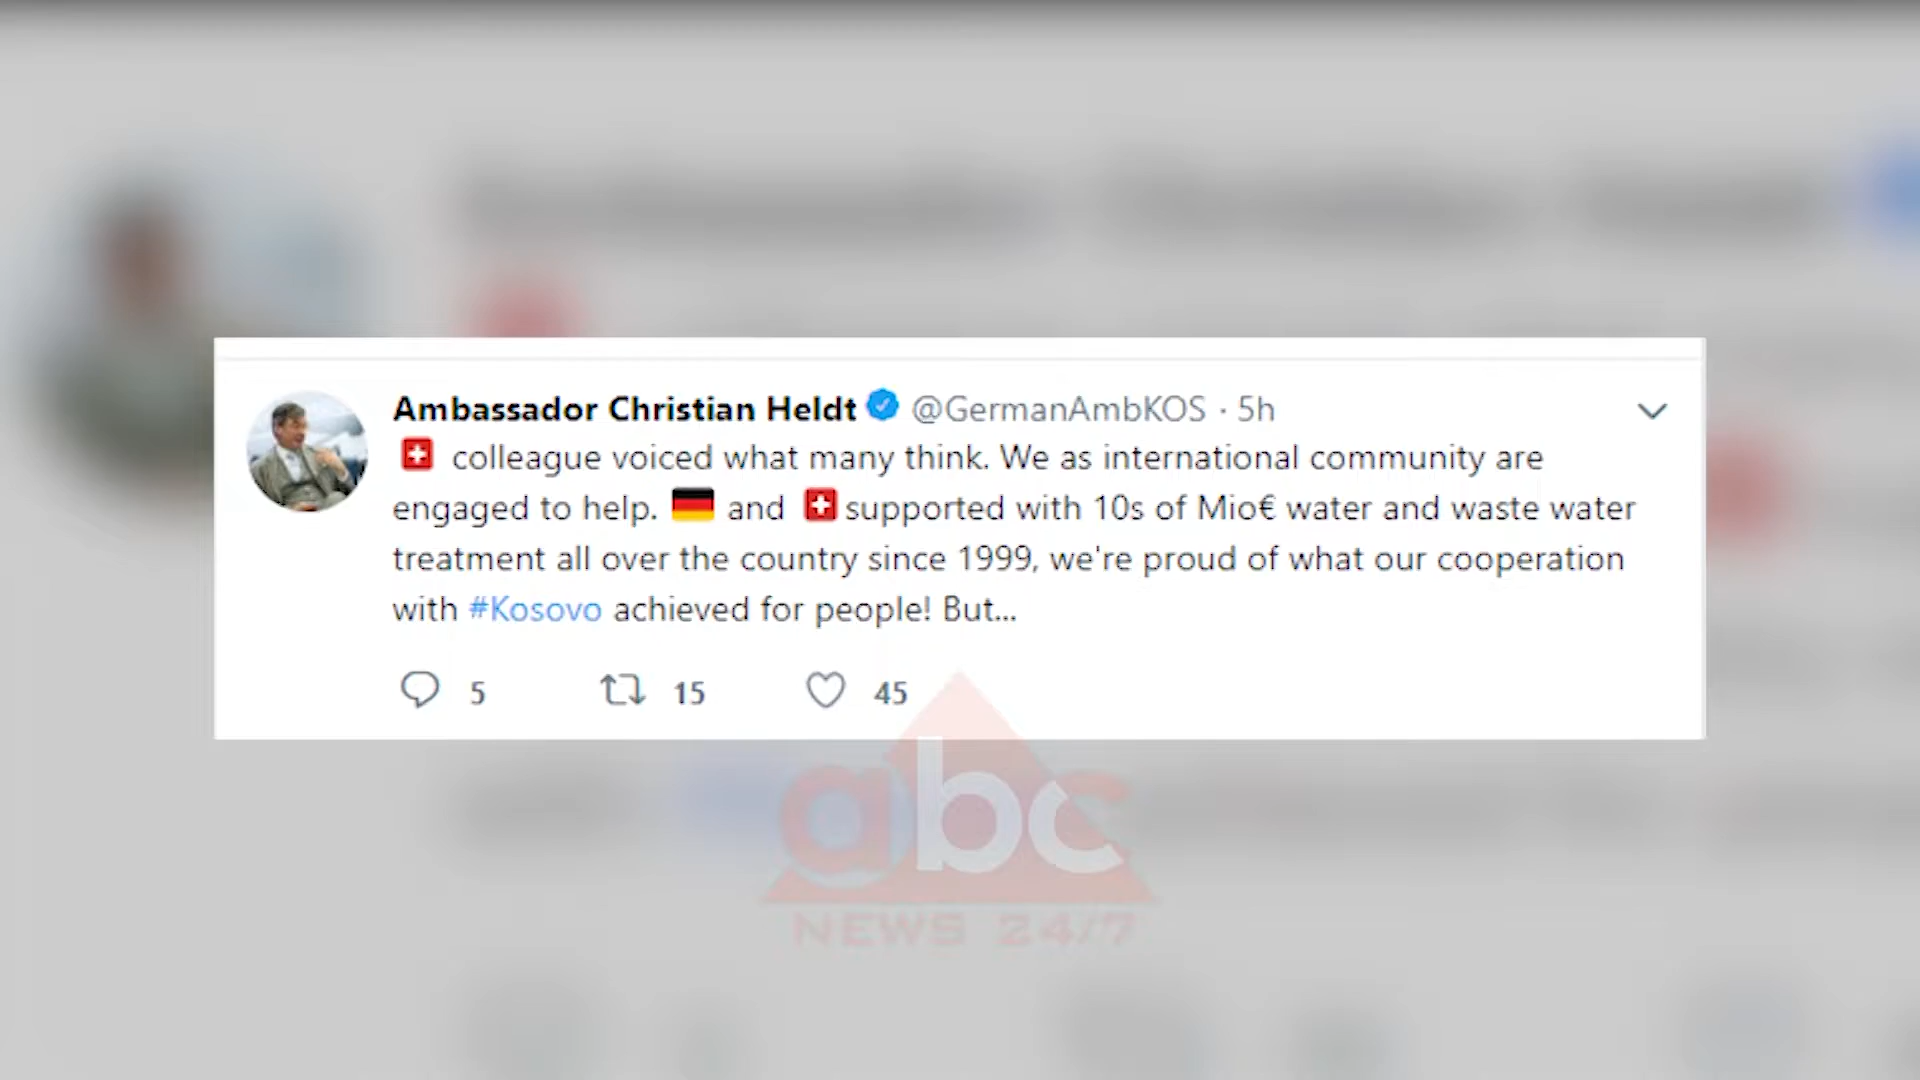 Ambassador Christian Heldt @GermanAmbKOS · 5h
🇨🇭 colleague voiced what many think. We as international community are
engaged to help. 🇩🇪 and 🇨🇭 supported with 10s of Mio€ water and waste water
treatment all over the country since 1999, we're proud of what our cooperation
with #Kosovo achieved for people! But...
5 15 45
abc
NEWS 24/7